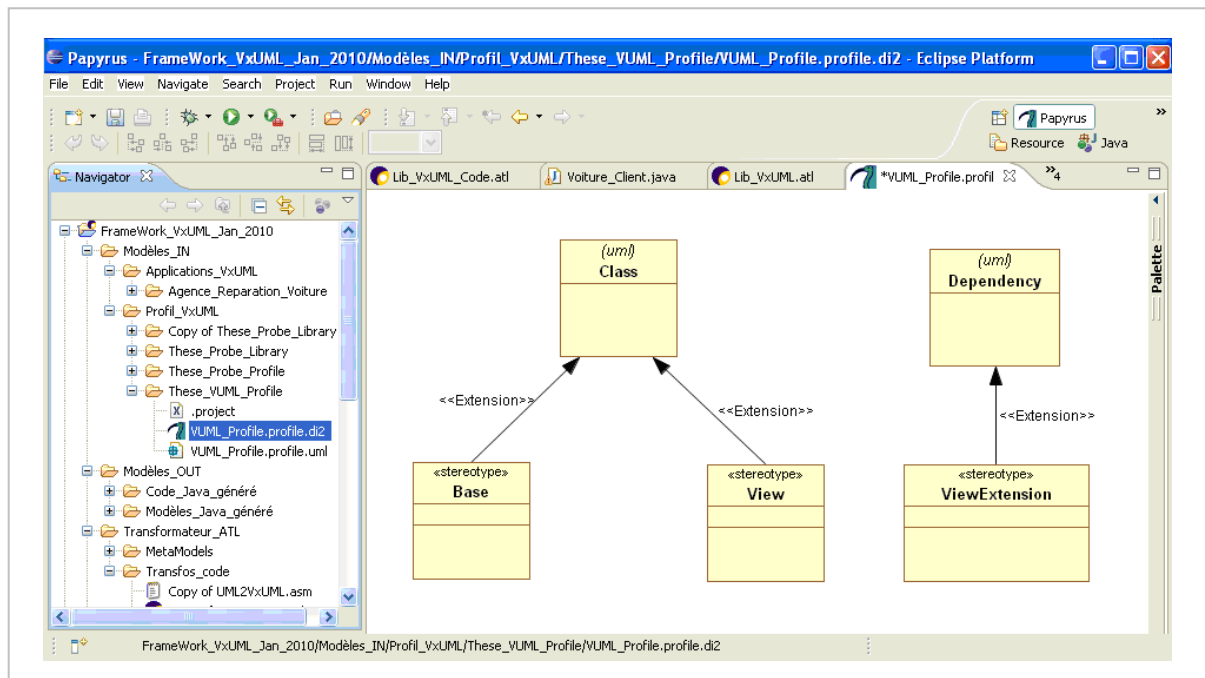 Papyrus - FrameWork_VxUML_Jan_2010/Modèles_IN/Profil_VxUML/These_VUML_Profile/VUML_Profile.profile.di2 - Eclipse Platform
File Edit View Navigate Search Project Run Window Help
Papyrus
Resource Java
Navigator
Lib_VxUML_Code.atl Voiture_Client.java Lib_VxUML.atl *VUML_Profile.profil »4
FrameWork_VxUML_Jan_2010
Modèles_IN
Applications_VxUML
Agence_Reparation_Voiture
Profil_VxUML
Copy of These_Probe_Library
These_Probe_Library
These_Probe_Profile
These_VUML_Profile
.project
VUML_Profile.profile.di2
VUML_Profile.profile.uml
Modèles_OUT
Code_Java_généré
Modèles_Java_généré
Transformateur_ATL
MetaModels
Transfos_code
Copy of UML2VxUML.asm
(uml)
Class
(uml)
Dependency
<<Extension>>
<<Extension>>
<<Extension>>
«stereotype»
Base
«stereotype»
View
«stereotype»
ViewExtension
Palette
FrameWork_VxUML_Jan_2010/Modèles_IN/Profil_VxUML/These_VUML_Profile/VUML_Profile.profile.di2